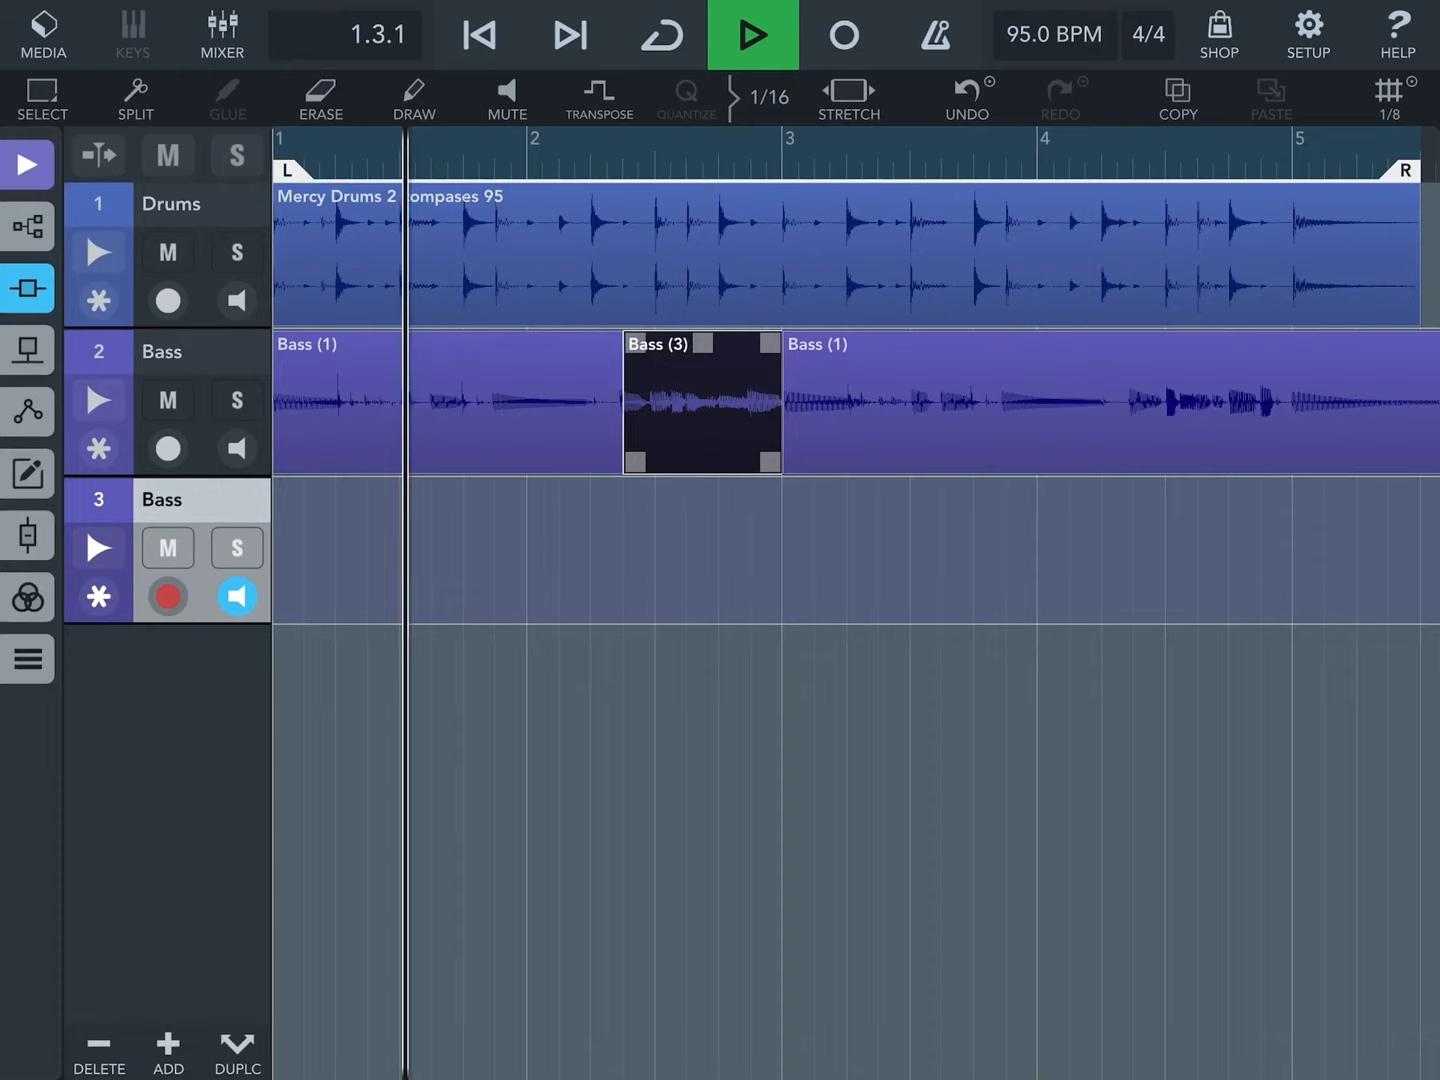 MEDIA
KEYS
MIXER
1.3.1
95.0 BPM
4/4
SHOP
SETUP
HELP
SELECT
SPLIT
GLUE
ERASE
DRAW
MUTE
TRANSPOSE
QUANTIZE
1/16
STRETCH
UNDO
REDO
COPY
PASTE
1/8
M
S
1
2
3
4
5
L
R
1
Drums
Mercy Drums 2 compases 95
M
S
2
Bass
Bass (1)
Bass (3)
Bass (1)
M
S
3
Bass
M
S
DELETE
ADD
DUPLC